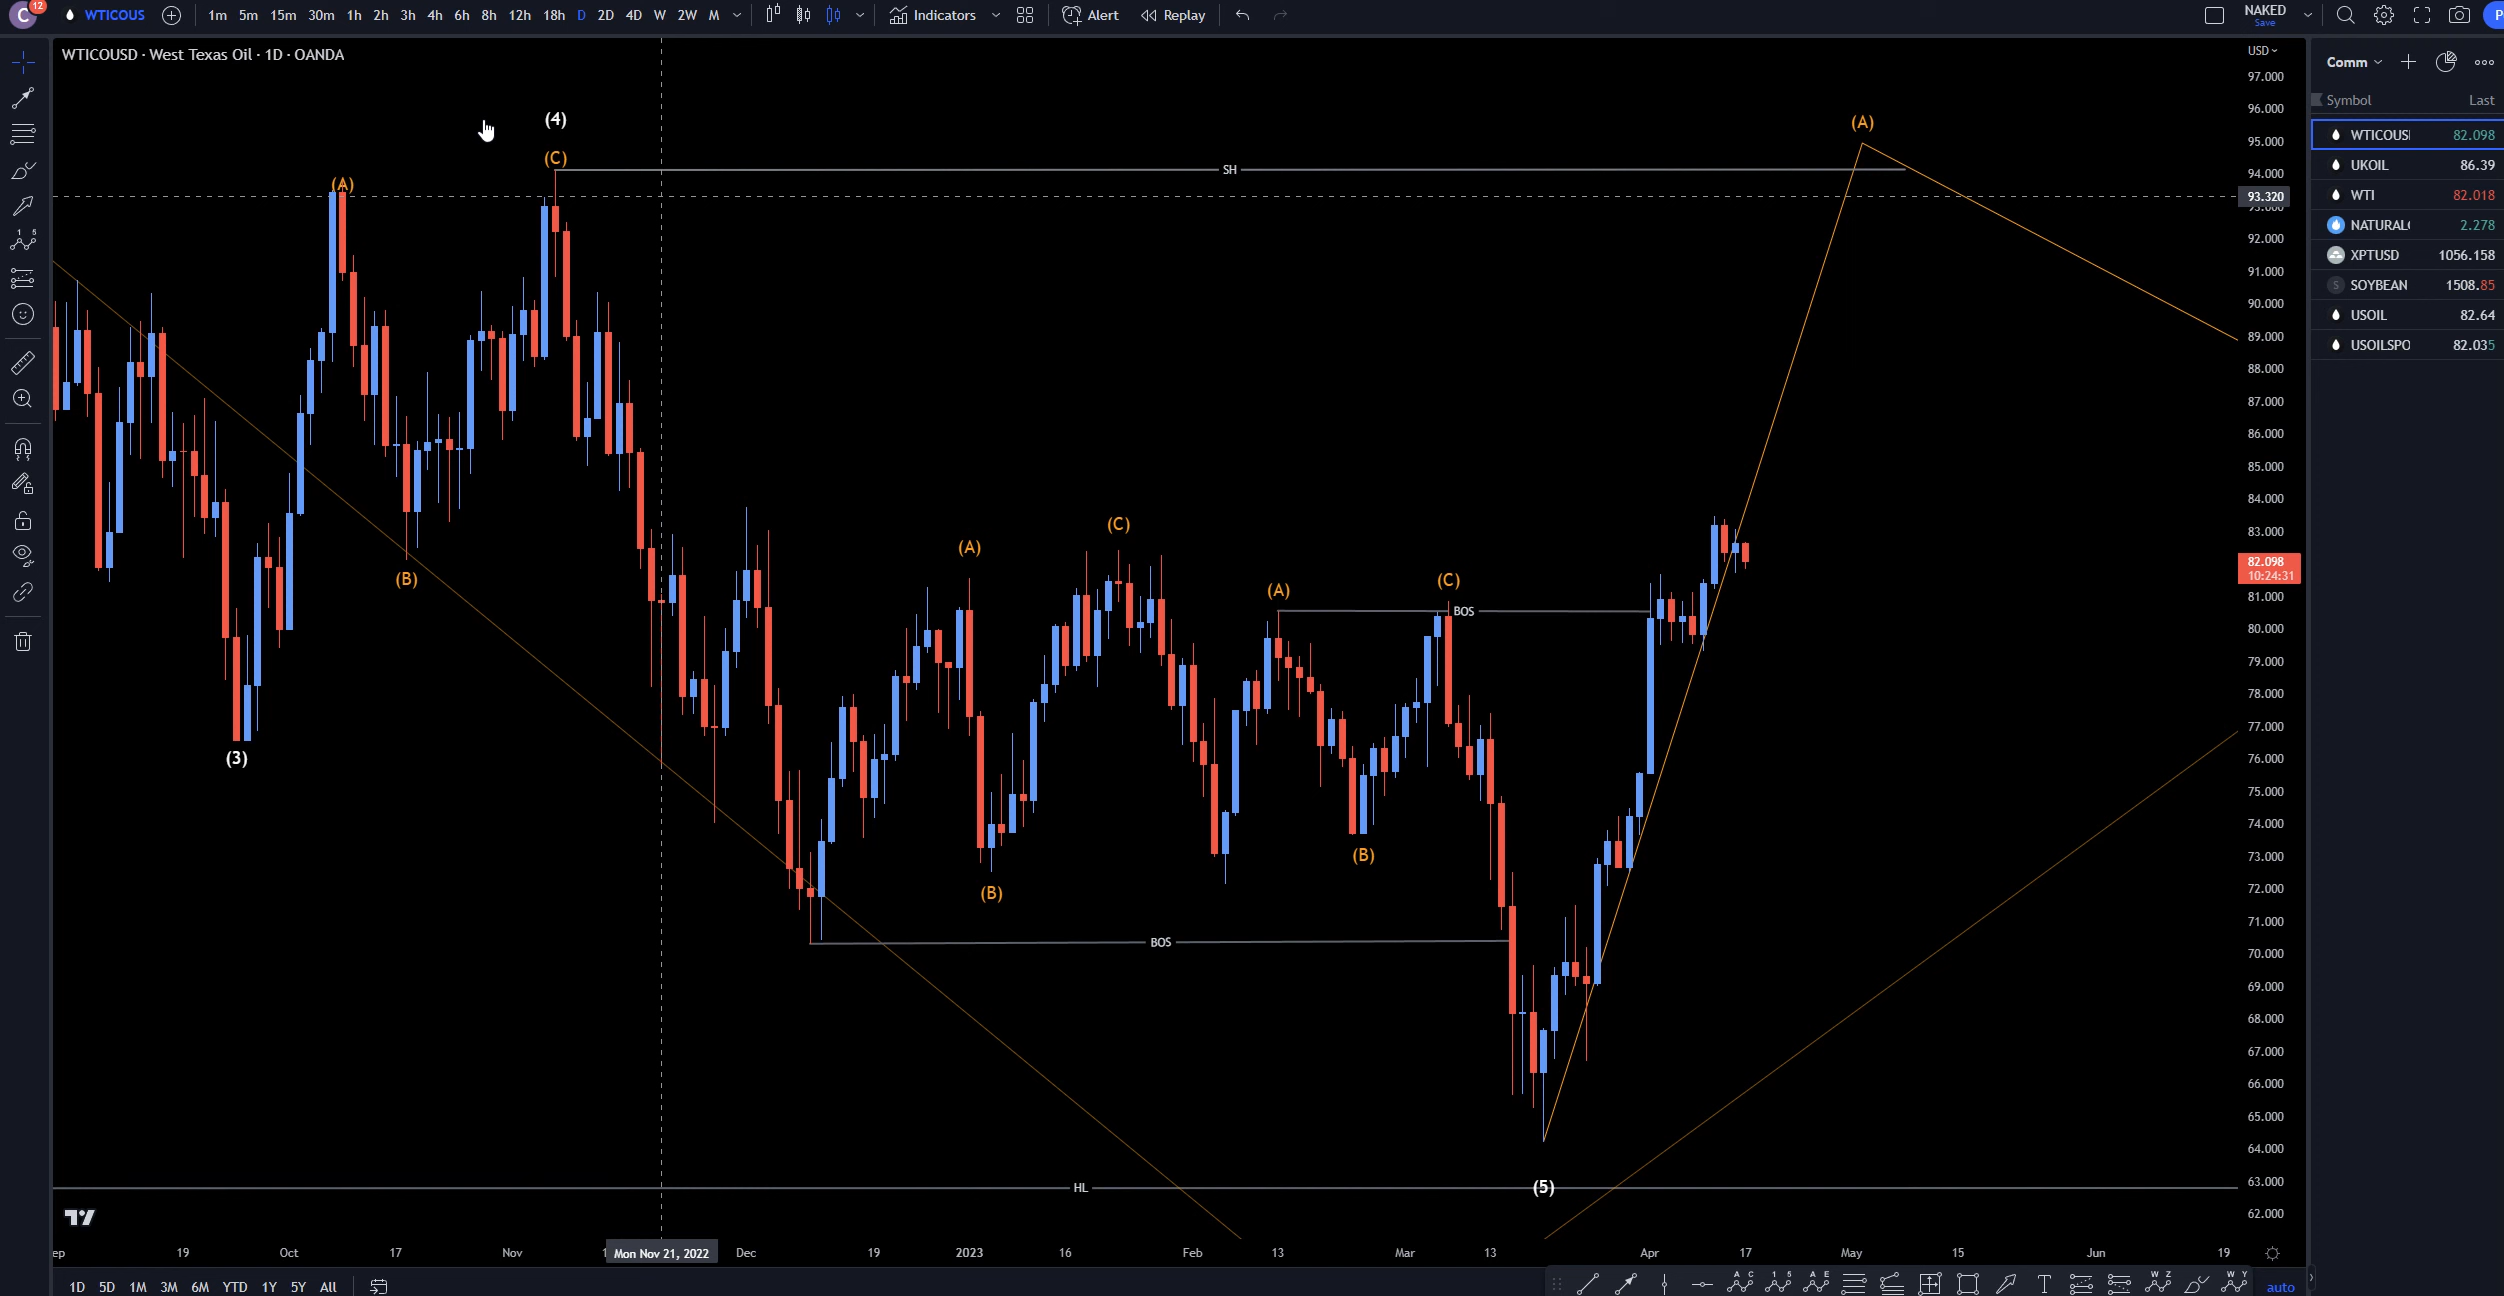 C 12 WTICOUS 1m 5m 15m 30m 1h 2h 3h 4h 6h 8h 12h 18h D 2D 4D W 2W M Indicators Alert Replay NAKED
Save
WTICOUSD · West Texas Oil · 1D · OANDA
USD
Comm
Symbol Last
WTICOUS 82.098
UKOIL 86.39
WTI 82.018
NATURAL 2.278
XPTUSD 1056.158
S SOYBEAN 1508.85
USOIL 82.64
USOILSPO 82.035
97.000
96.000
95.000
94.000
93.320
92.000
91.000
90.000
89.000
88.000
87.000
86.000
85.000
84.000
83.000
82.098
10:24:31
81.000
80.000
79.000
78.000
77.000
76.000
75.000
74.000
73.000
72.000
71.000
70.000
69.000
68.000
67.000
66.000
65.000
64.000
63.000
62.000
(4)
(C)
(A)
(A)
SH
(B)
(3)
(A)
(C)
(B)
(A)
(C)
BOS
(B)
BOS
HL
(5)
ep 19 Oct 17 Nov Mon Nov 21, 2022 Dec 19 2023 16 Feb 13 Mar 13 Apr 17 May 15 Jun 19
1D 5D 1M 3M 6M YTD 1Y 5Y All
auto